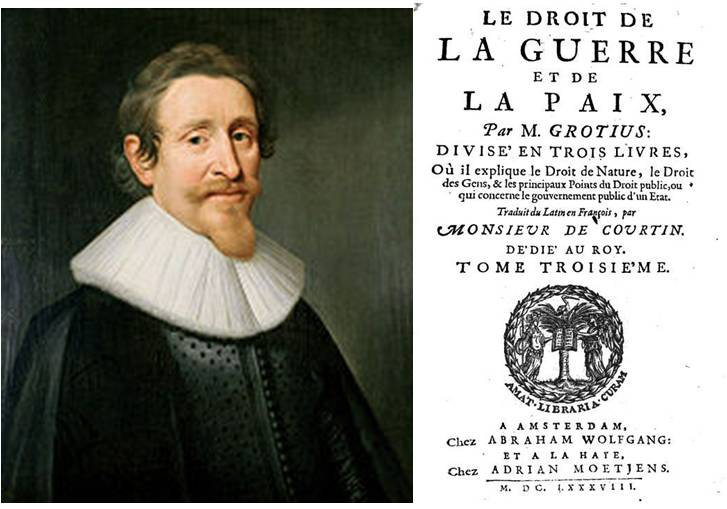 LE DROIT DE
LA GUERRE
ET DE
LA PAIX,
Par M. GROTIUS:
DIVISE' EN TROIS LIVRES,
Où il explique le Droit de Nature, le Droit
des Gens, & les principaux Points du Droit public, ou
qui concerne le gouvernement public d'un Etat.
Traduit du Latin en François, par
MONSIEUR DE COURTIN.
DE'DIE' AU ROY.
TOME TROISIE'ME.
AMAT·LIBRARIA·CURAM
A AMSTERDAM,
Chez ABRAHAM WOLFGANG:
ET A LA HAYE,
Chez ADRIAN MOETJENS.
M. DC. LXXXVIII.